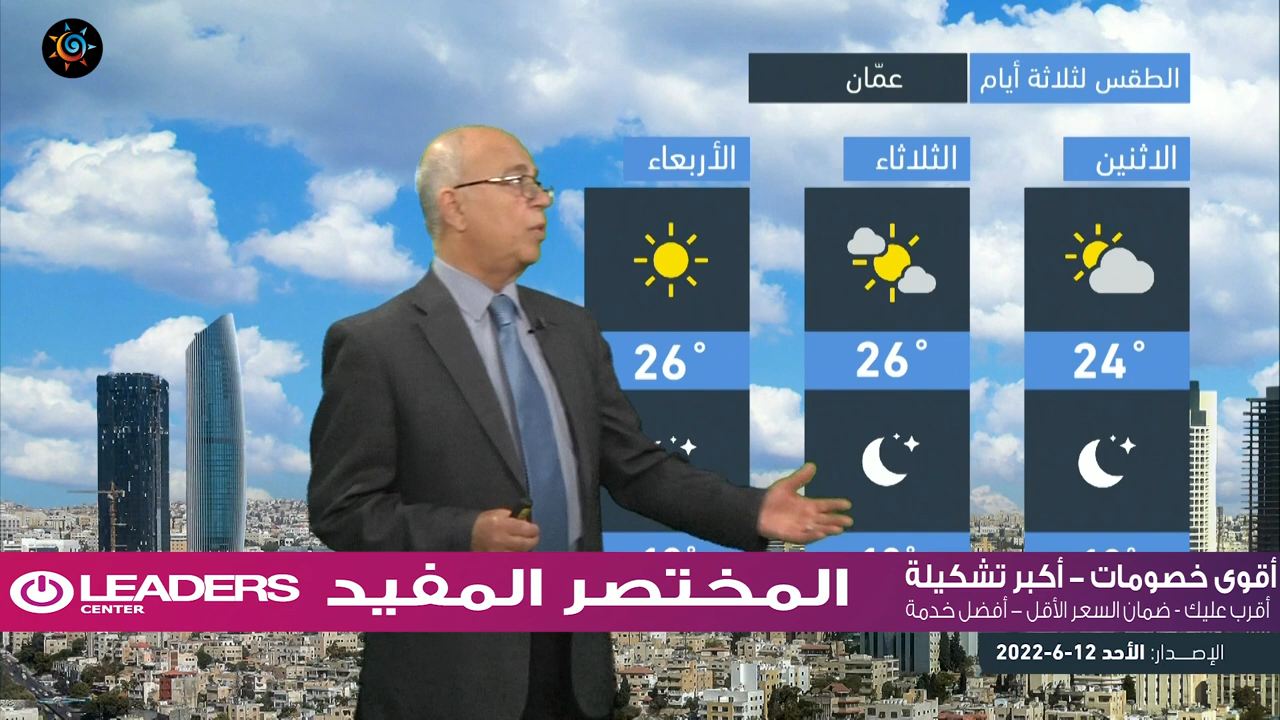 الطقس لثلاثة أيام
عمّان
الاثنين
الثلاثاء
الأربعاء
24°
26°
26°
أقوى خصومات – أكبر تشكيلة
أقرب عليك - ضمان السعر الأقل – أفضل خدمة
المختصر المفيد
LEADERS
CENTER
الإصـــدار: الأحد 12-6-2022